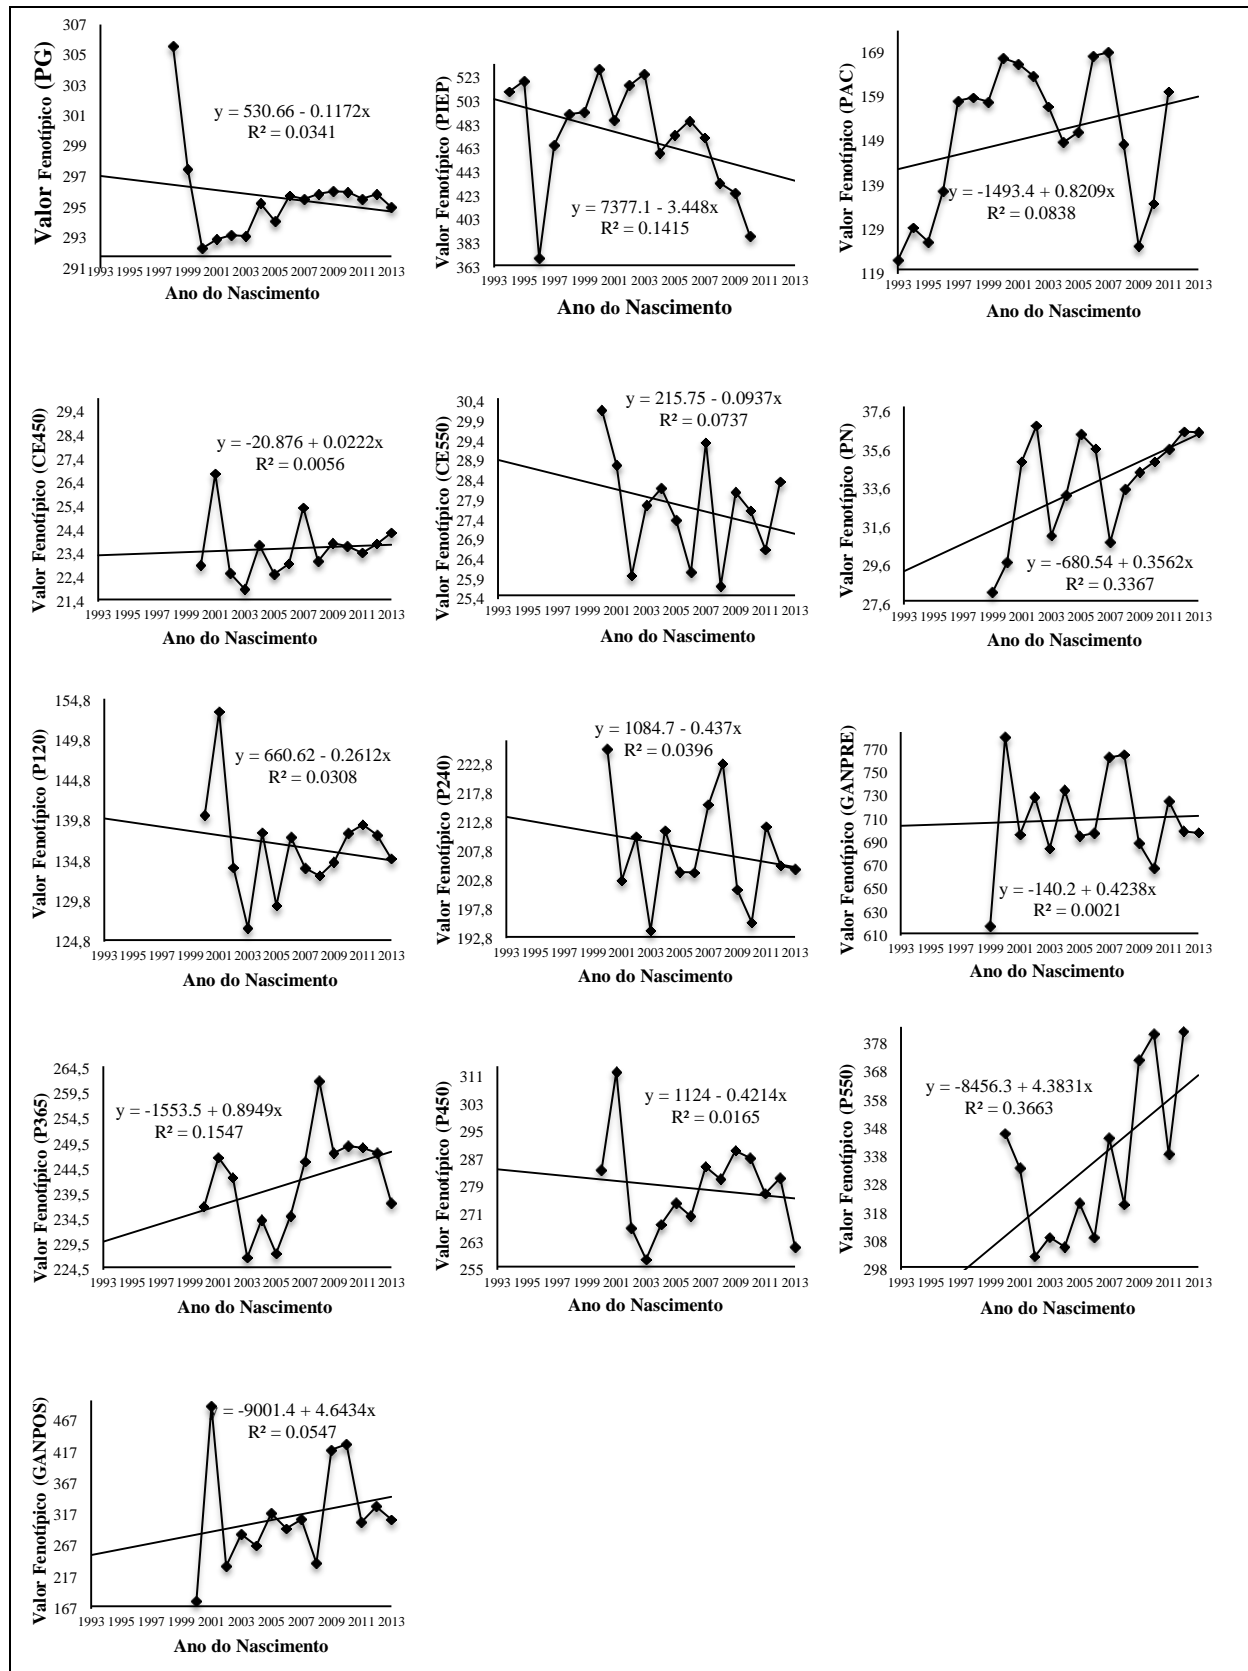 Valor Fenotípico (PG)
307
305
303
301
299
297
295
293
291
y = 530.66 - 0.1172x
R² = 0.0341
1993 1995 1997 1999 2001 2003 2005 2007 2009 2011 2013
Ano do Nascimento
Valor Fenotípico (PIEP)
523
503
483
463
443
423
403
383
363
y = 7377.1 - 3.448x
R² = 0.1415
1993 1995 1997 1999 2001 2003 2005 2007 2009 2011 2013
Ano do Nascimento
Valor Fenotípico (PAC)
169
159
149
139
129
119
y = -1493.4 + 0.8209x
R² = 0.0838
1993 1995 1997 1999 2001 2003 2005 2007 2009 2011 2013
Ano do Nascimento
Valor Fenotípico (CE450)
29,4
28,4
27,4
26,4
25,4
24,4
23,4
22,4
21,4
y = -20.876 + 0.0222x
R² = 0.0056
1993 1995 1997 1999 2001 2003 2005 2007 2009 2011 2013
Ano do Nascimento
Valor Fenotípico (CE550)
30,4
29,9
29,4
28,9
28,4
27,9
27,4
26,9
26,4
25,9
25,4
y = 215.75 - 0.0937x
R² = 0.0737
1993 1995 1997 1999 2001 2003 2005 2007 2009 2011 2013
Ano do Nascimento
Valor Fenotípico (PN)
37,6
35,6
33,6
31,6
29,6
27,6
y = -680.54 + 0.3562x
R² = 0.3367
1993 1995 1997 1999 2001 2003 2005 2007 2009 2011 2013
Ano do Nascimento
Valor Fenotípico (P120)
154,8
149,8
144,8
139,8
134,8
129,8
124,8
y = 660.62 - 0.2612x
R² = 0.0308
1993 1995 1997 1999 2001 2003 2005 2007 2009 2011 2013
Ano do Nascimento
Valor Fenotípico (P240)
222,8
217,8
212,8
207,8
202,8
197,8
192,8
y = 1084.7 - 0.437x
R² = 0.0396
1993 1995 1997 1999 2001 2003 2005 2007 2009 2011 2013
Ano do Nascimento
Valor Fenotípico (GANPRE)
770
750
730
710
690
670
650
630
610
y = -140.2 + 0.4238x
R² = 0.0021
1993 1995 1997 1999 2001 2003 2005 2007 2009 2011 2013
Ano do Nascimento
Valor Fenotípico (P365)
264,5
259,5
254,5
249,5
244,5
239,5
234,5
229,5
224,5
y = -1553.5 + 0.8949x
R² = 0.1547
1993 1995 1997 1999 2001 2003 2005 2007 2009 2011 2013
Ano do Nascimento
Valor Fenotípico (P450)
311
303
295
287
279
271
263
255
y = 1124 - 0.4214x
R² = 0.0165
1993 1995 1997 1999 2001 2003 2005 2007 2009 2011 2013
Ano do Nascimento
Valor Fenotípico (P550)
378
368
358
348
338
328
318
308
298
y = -8456.3 + 4.3831x
R² = 0.3663
1993 1995 1997 1999 2001 2003 2005 2007 2009 2011 2013
Ano do Nascimento
Valor Fenotípico (GANPOS)
467
417
367
317
267
217
167
y = -9001.4 + 4.6434x
R² = 0.0547
1993 1995 1997 1999 2001 2003 2005 2007 2009 2011 2013
Ano do Nascimento